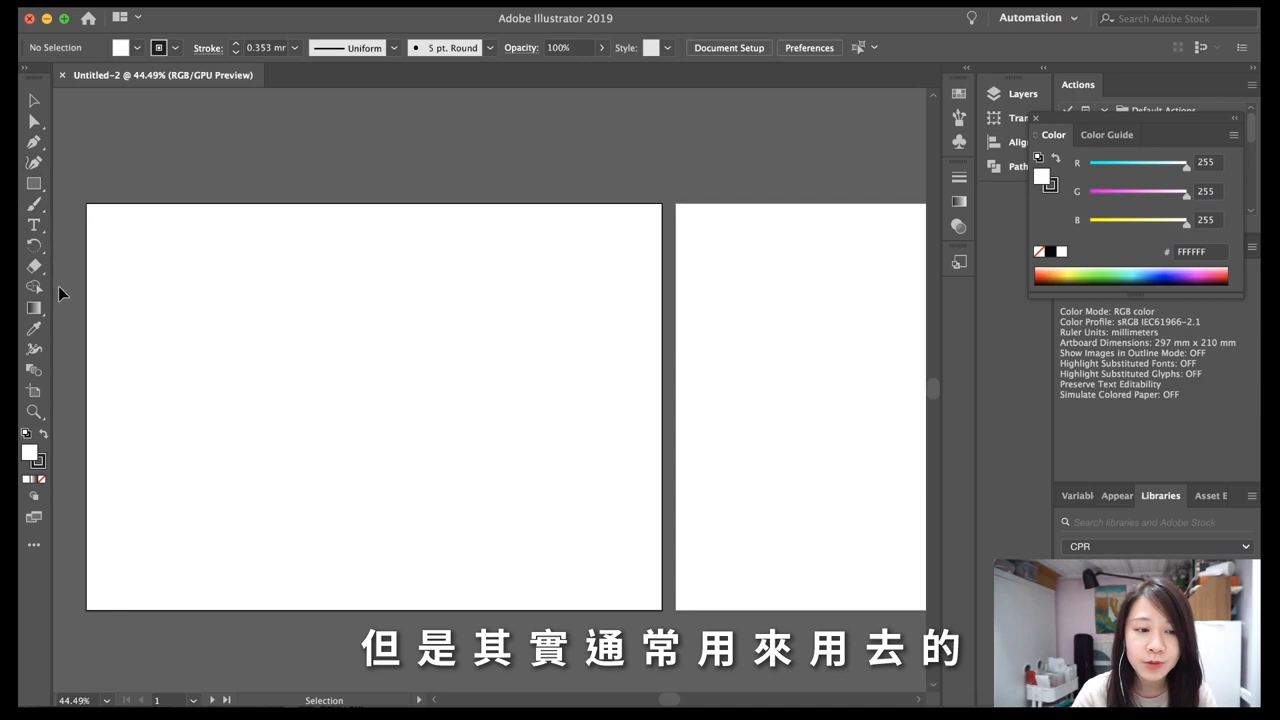 Adobe Illustrator 2019
Automation
Search Adobe Stock
No Selection
Stroke:
0.353 mr
Uniform
5 pt. Round
Opacity:
100%
Style:
Document Setup
Preferences
Untitled-2 @ 44.49% (RGB/GPU Preview)
Layers
Tran
Alig
Path
Actions
Default Actions
Color
Color Guide
R
255
G
255
B
255
#
FFFFFF
Color Mode: RGB color
Color Profile: sRGB IEC61966-2.1
Ruler Units: millimeters
Artboard Dimensions: 297 mm x 210 mm
Show Images in Outline Mode: OFF
Highlight Substituted Fonts: OFF
Highlight Substituted Glyphs: OFF
Preserve Text Editability
Simulate Colored Paper: OFF
Variabl
Appear
Libraries
Asset E
Search libraries and Adobe Stock
CPR
但是其實通常用來用去的
44.49%
1
Selection